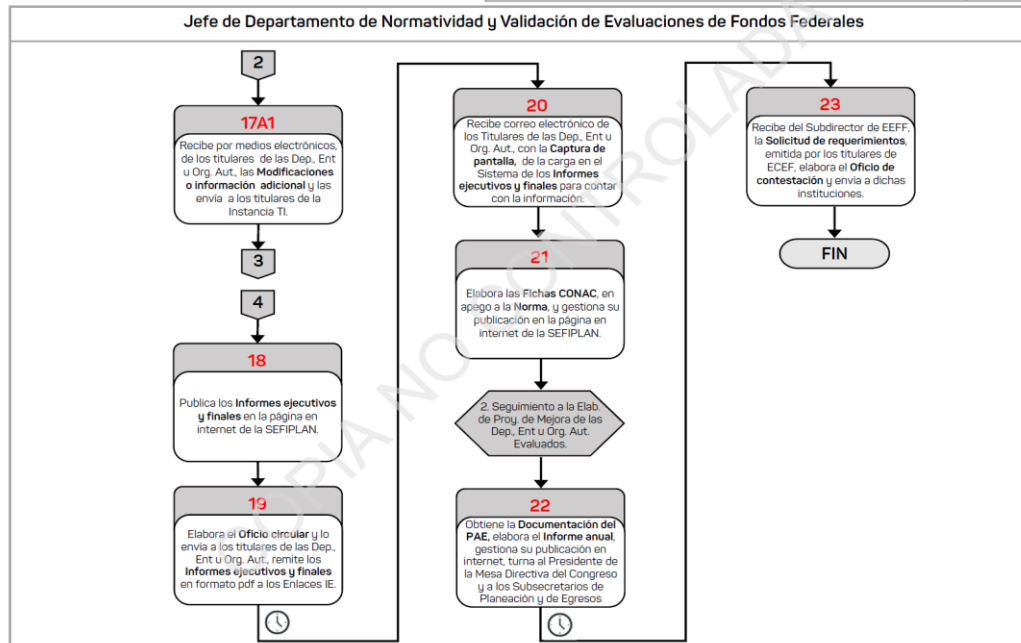 Jefe de Departamento de Normatividad y Validación de Evaluaciones de Fondos Federales
2
17A1
Recibe por medios electrónicos,
de los titulares de las Dep., Ent
u Org. Aut., las Modificaciones
o información adicional y las
envía a los titulares de la
Instancia TI.
3
4
18
Publica los Informes ejecutivos
y finales en la página en
internet de la SEFIPLAN.
19
Elabora el Oficio circular y lo
envía a los titulares de las Dep.,
Ent u Org. Aut., remite los
Informes ejecutivos y finales
en formato pdf a los Enlaces IE.
20
Recibe correo electrónico de
los Titulares de las Dep., Ent u
Org. Aut., con la Captura de
pantalla, de la carga en el
Sistema de los Informes
ejecutivos y finales para contar
con la información.
21
Elabora las Fichas CONAC, en
apego a la Norma, y gestiona su
publicación en la página en
internet de la SEFIPLAN.
2. Seguimiento a la Elab.
de Proy. de Mejora de las
Dep., Ent u Org. Aut.
Evaluados.
22
Obtiene la Documentación del
PAE, elabora el Informe anual,
gestiona su publicación en
internet, turna al Presidente de
la Mesa Directiva del Congreso
y a los Subsecretarios de
Planeación y de Egresos
23
Recibe del Subdirector de EEFF,
la Solicitud de requerimientos,
emitida por los titulares de
ECEF, elabora el Oficio de
contestación y envía a dichas
instituciones.
FIN
COPIA NO CONTROLADA